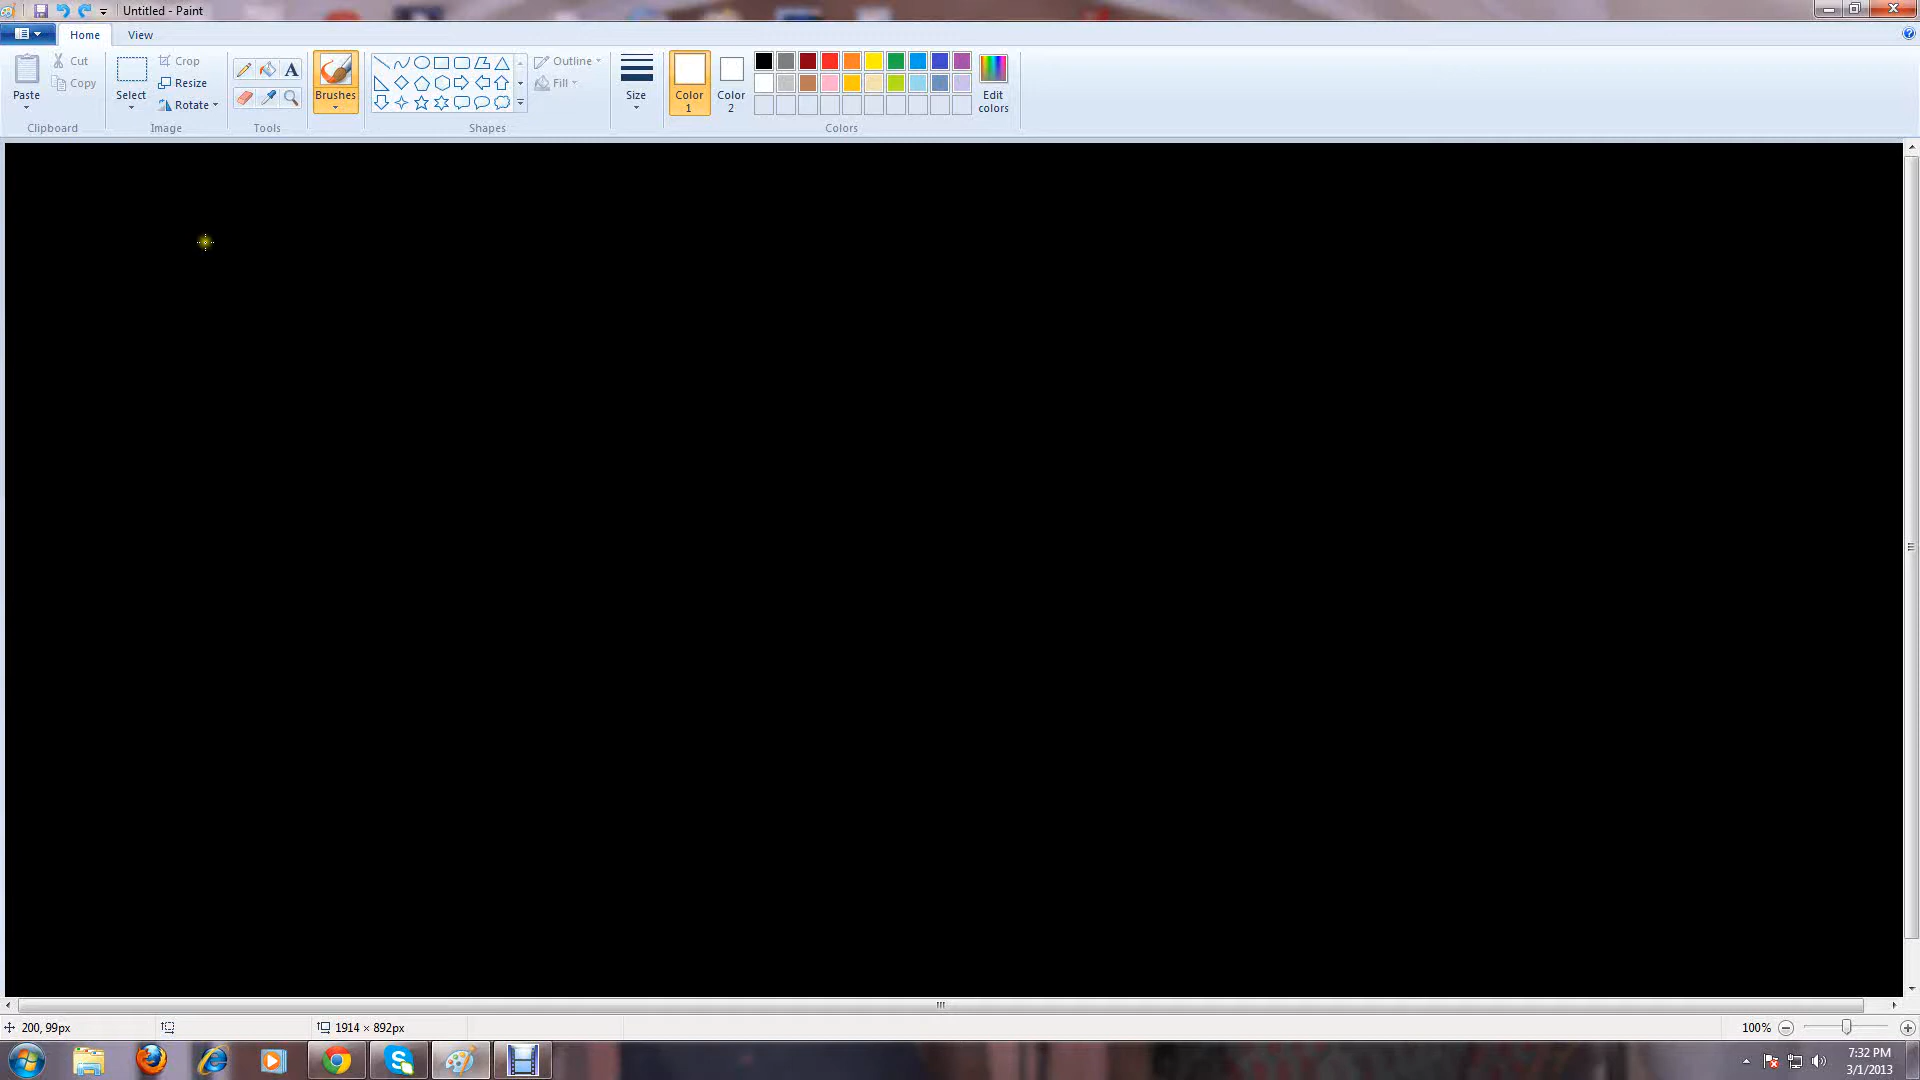 Untitled - Paint
Home View
Paste
Cut
Copy
Clipboard
Select
Crop
Resize
Rotate
Image
A
Tools
Brushes
Shapes
Outline
Fill
Size
Color 1
Color 2
Edit colors
Colors
200, 99px
1914 × 892px
100%
7:32 PM
3/1/2013